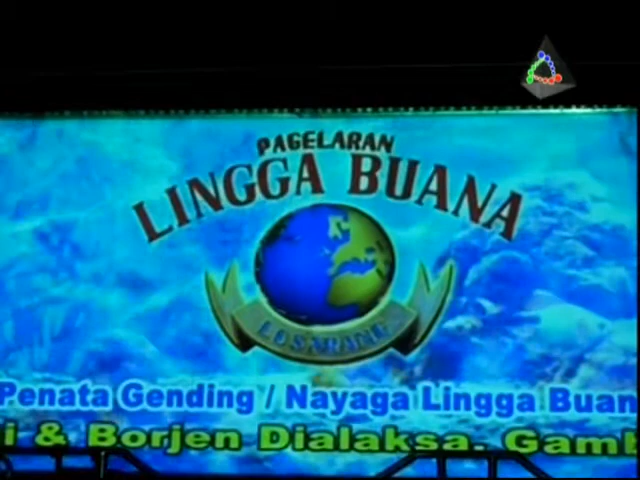 PAGELARAN
LINGGA BUANA
LOSARANG
Penata Gending / Nayaga Lingga Buan
i & Borjen Dialaksa. Gamb